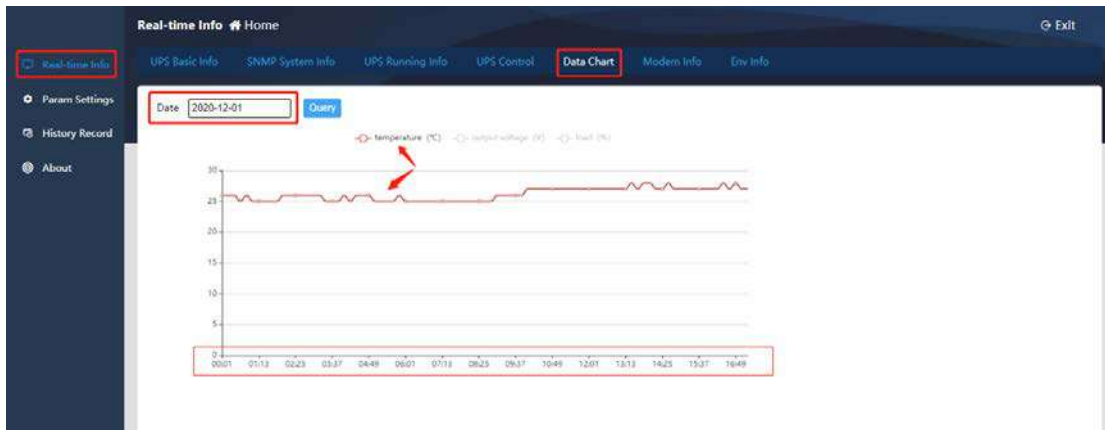 Real-time Info Home Exit
Real-time Info
Param Settings
History Record
About
UPS Basic Info SNMP System Info UPS Running Info UPS Control Data Chart Modem Info Env Info
Date 2020-12-01 Query
temperature (℃) output voltage (V) load (%)
30
25
20
15
10
5
0
00:01 01:13 02:25 03:37 04:49 06:01 07:13 08:25 09:37 10:49 12:01 13:13 14:25 15:37 16:49